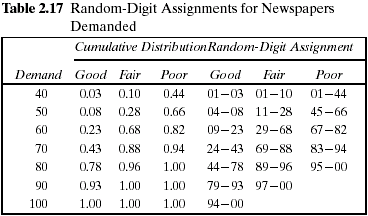 Table 2.17 Random-Digit Assignments for Newspapers
Demanded
Cumulative DistributionRandom-Digit Assignment
Demand Good Fair Poor Good Fair Poor
40 0.03 0.10 0.44 01−03 01−10 01−44
50 0.08 0.28 0.66 04−08 11−28 45−66
60 0.23 0.68 0.82 09−23 29−68 67−82
70 0.43 0.88 0.94 24−43 69−88 83−94
80 0.78 0.96 1.00 44−78 89−96 95−00
90 0.93 1.00 1.00 79−93 97−00
100 1.00 1.00 1.00 94−00